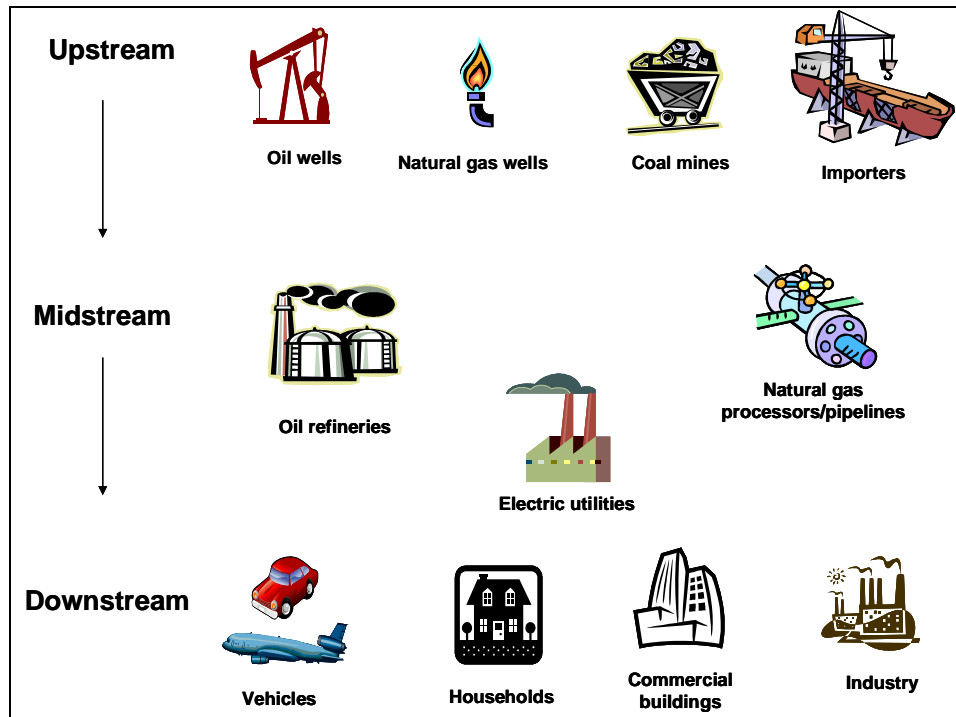 Upstream
Oil wells
Natural gas wells
Coal mines
Importers
Midstream
Oil refineries
Natural gas
processors/pipelines
Electric utilities
Downstream
Vehicles
Households
Commercial
buildings
Industry